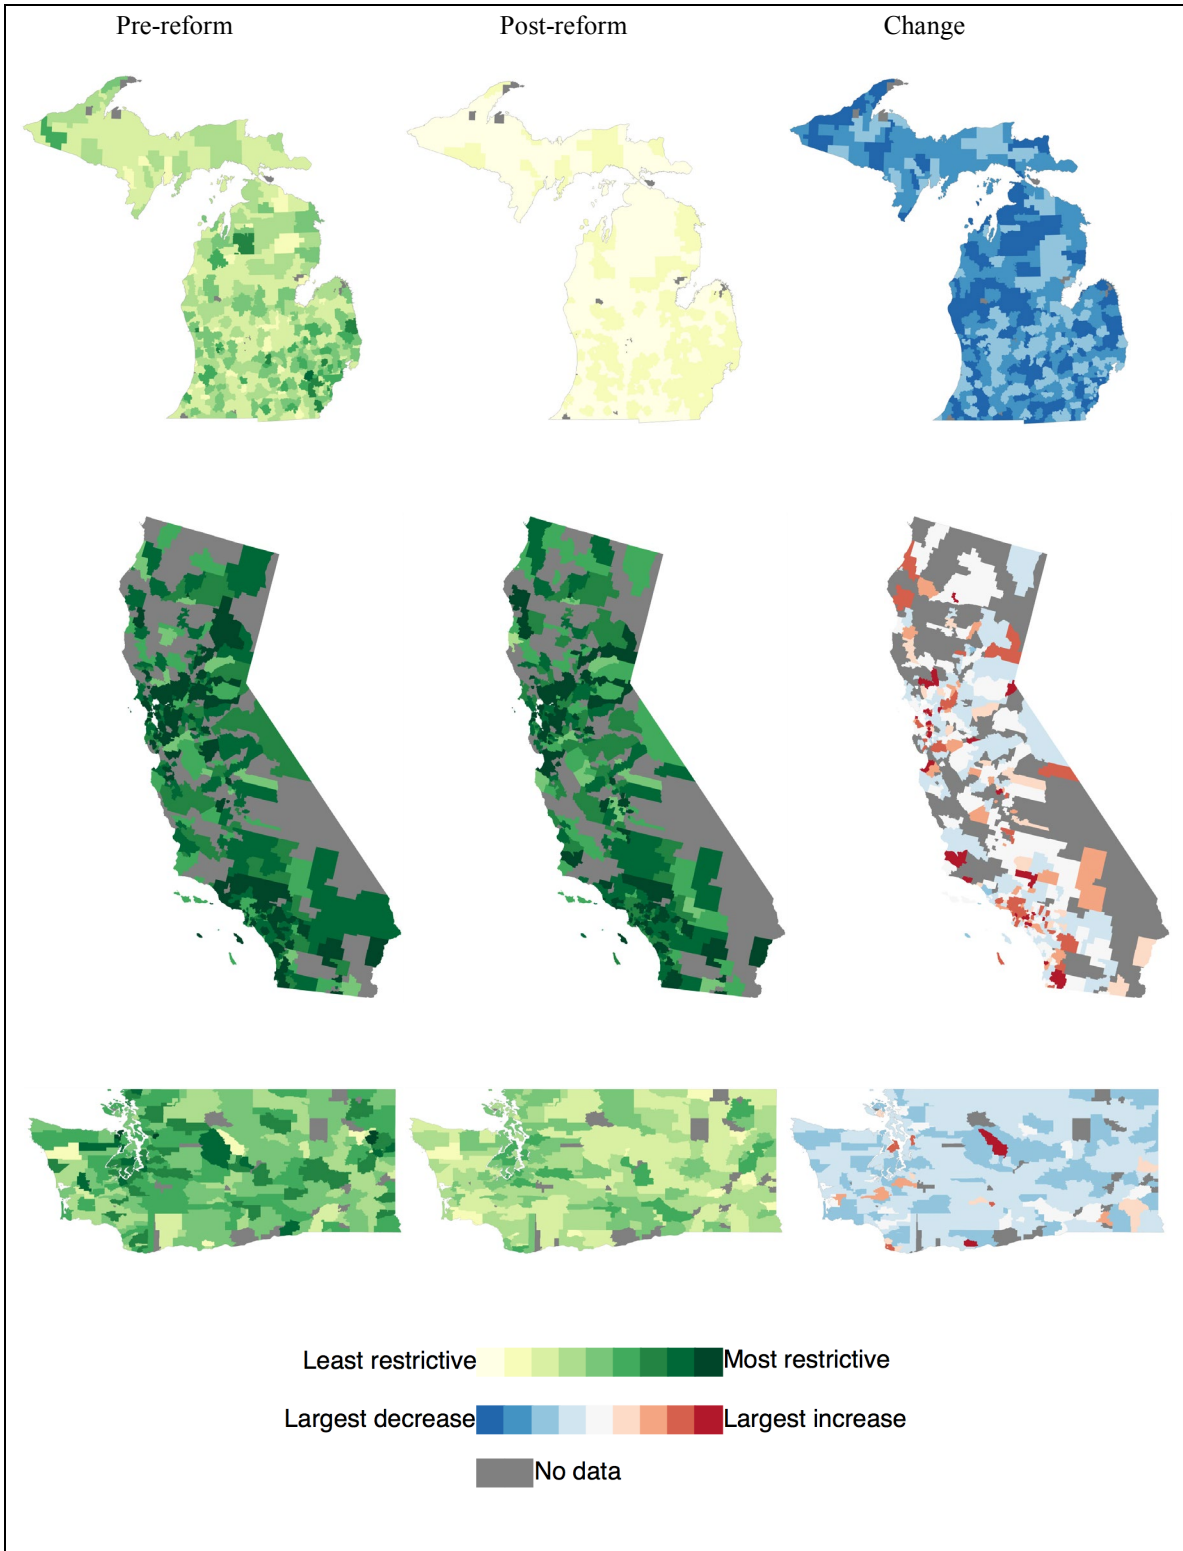 Pre-reform Post-reform Change
Least restrictive Most restrictive
Largest decrease Largest increase
No data